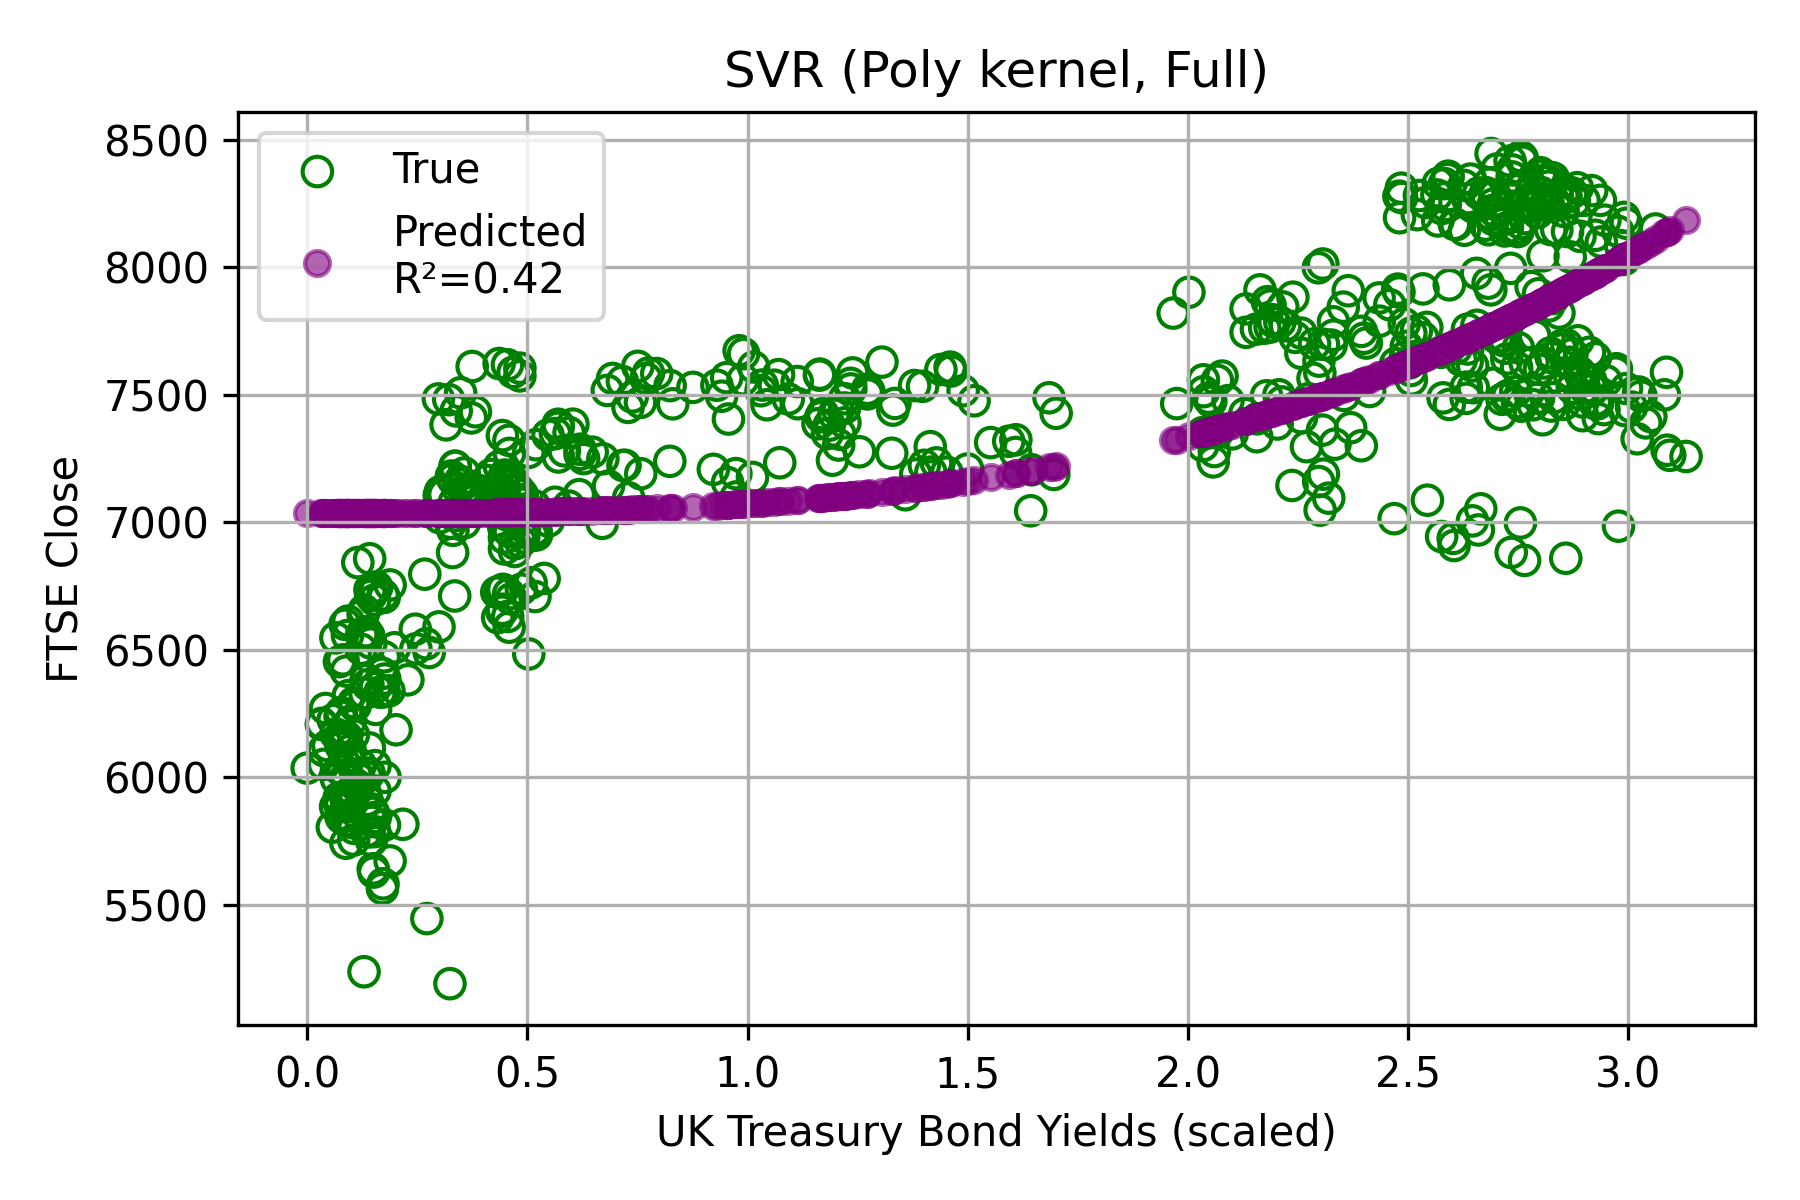 SVR (Poly kernel, Full)
True
Predicted
R²=0.42
8500
8000
7500
7000
6500
6000
5500
FTSE Close
0.0 0.5 1.0 1.5 2.0 2.5 3.0
UK Treasury Bond Yields (scaled)